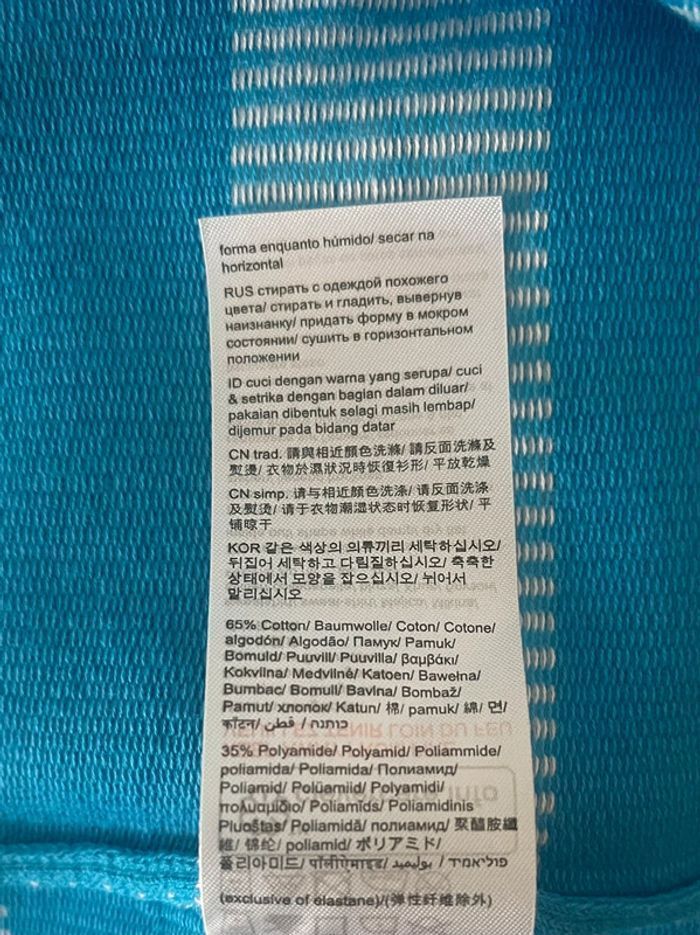 forma enquanto húmido/ secar na
horizontal
RUS стирать с одеждой похожего
цвета/ стирать и гладить, вывернув
наизнанку/ придать форму в мокром
состоянии/ сушить в горизонтальном
положении
ID cuci dengan warna yang serupa/ cuci
& setrika dengan bagian dalam diluar/
pakaian dibentuk selagi masih lembap/
dijemur pada bidang datar
CN trad. 請與相近顏色洗滌/ 請反面洗滌及
熨燙/ 衣物於濕狀況時恢復衫形/ 平放乾燥
CN simp. 请与相近颜色洗涤/ 请反面洗涤
及熨烫/ 请于衣物潮湿状态时恢复形状/ 平
铺晾干
KOR 같은 색상의 의류끼리 세탁하십시오/
뒤집어 세탁하고 다림질하십시오/ 축축한
상태에서 모양을 잡으십시오/ 뉘어서
말리십시오
65% Cotton/ Baumwolle/ Coton/ Cotone/
algodón/ Algodão/ Памук/ Pamuk/
Bomuld/ Puuvill/ Puuvilla/ βαμβάκι/
Kokvilna/ Medvilnė/ Katoen/ Bawełna/
Bumbac/ Bomull/ Bavlna/ Bombaž/
Pamut/ хлопок/ Katun/ 棉/ pamuk/ 綿/ 면/
कॉटन/ قطن / כותנה
35% Polyamide/ Polyamid/ Poliammide/
poliamida/ Poliamida/ Полиамид/
Poliamid/ Polüamiid/ Polyamidi/
πολυαμίδιο/ Poliamīds/ Poliamidinis
Pluoštas/ Poliamidă/ полиамид/ 聚醯胺纖
維/ 锦纶/ poliamid/ ポリアミド/
폴리아미드/ पॉलीऐमाइड/ بوليميد / פוליאמיד
(exclusive of elastane)/(弹性纤维除外)